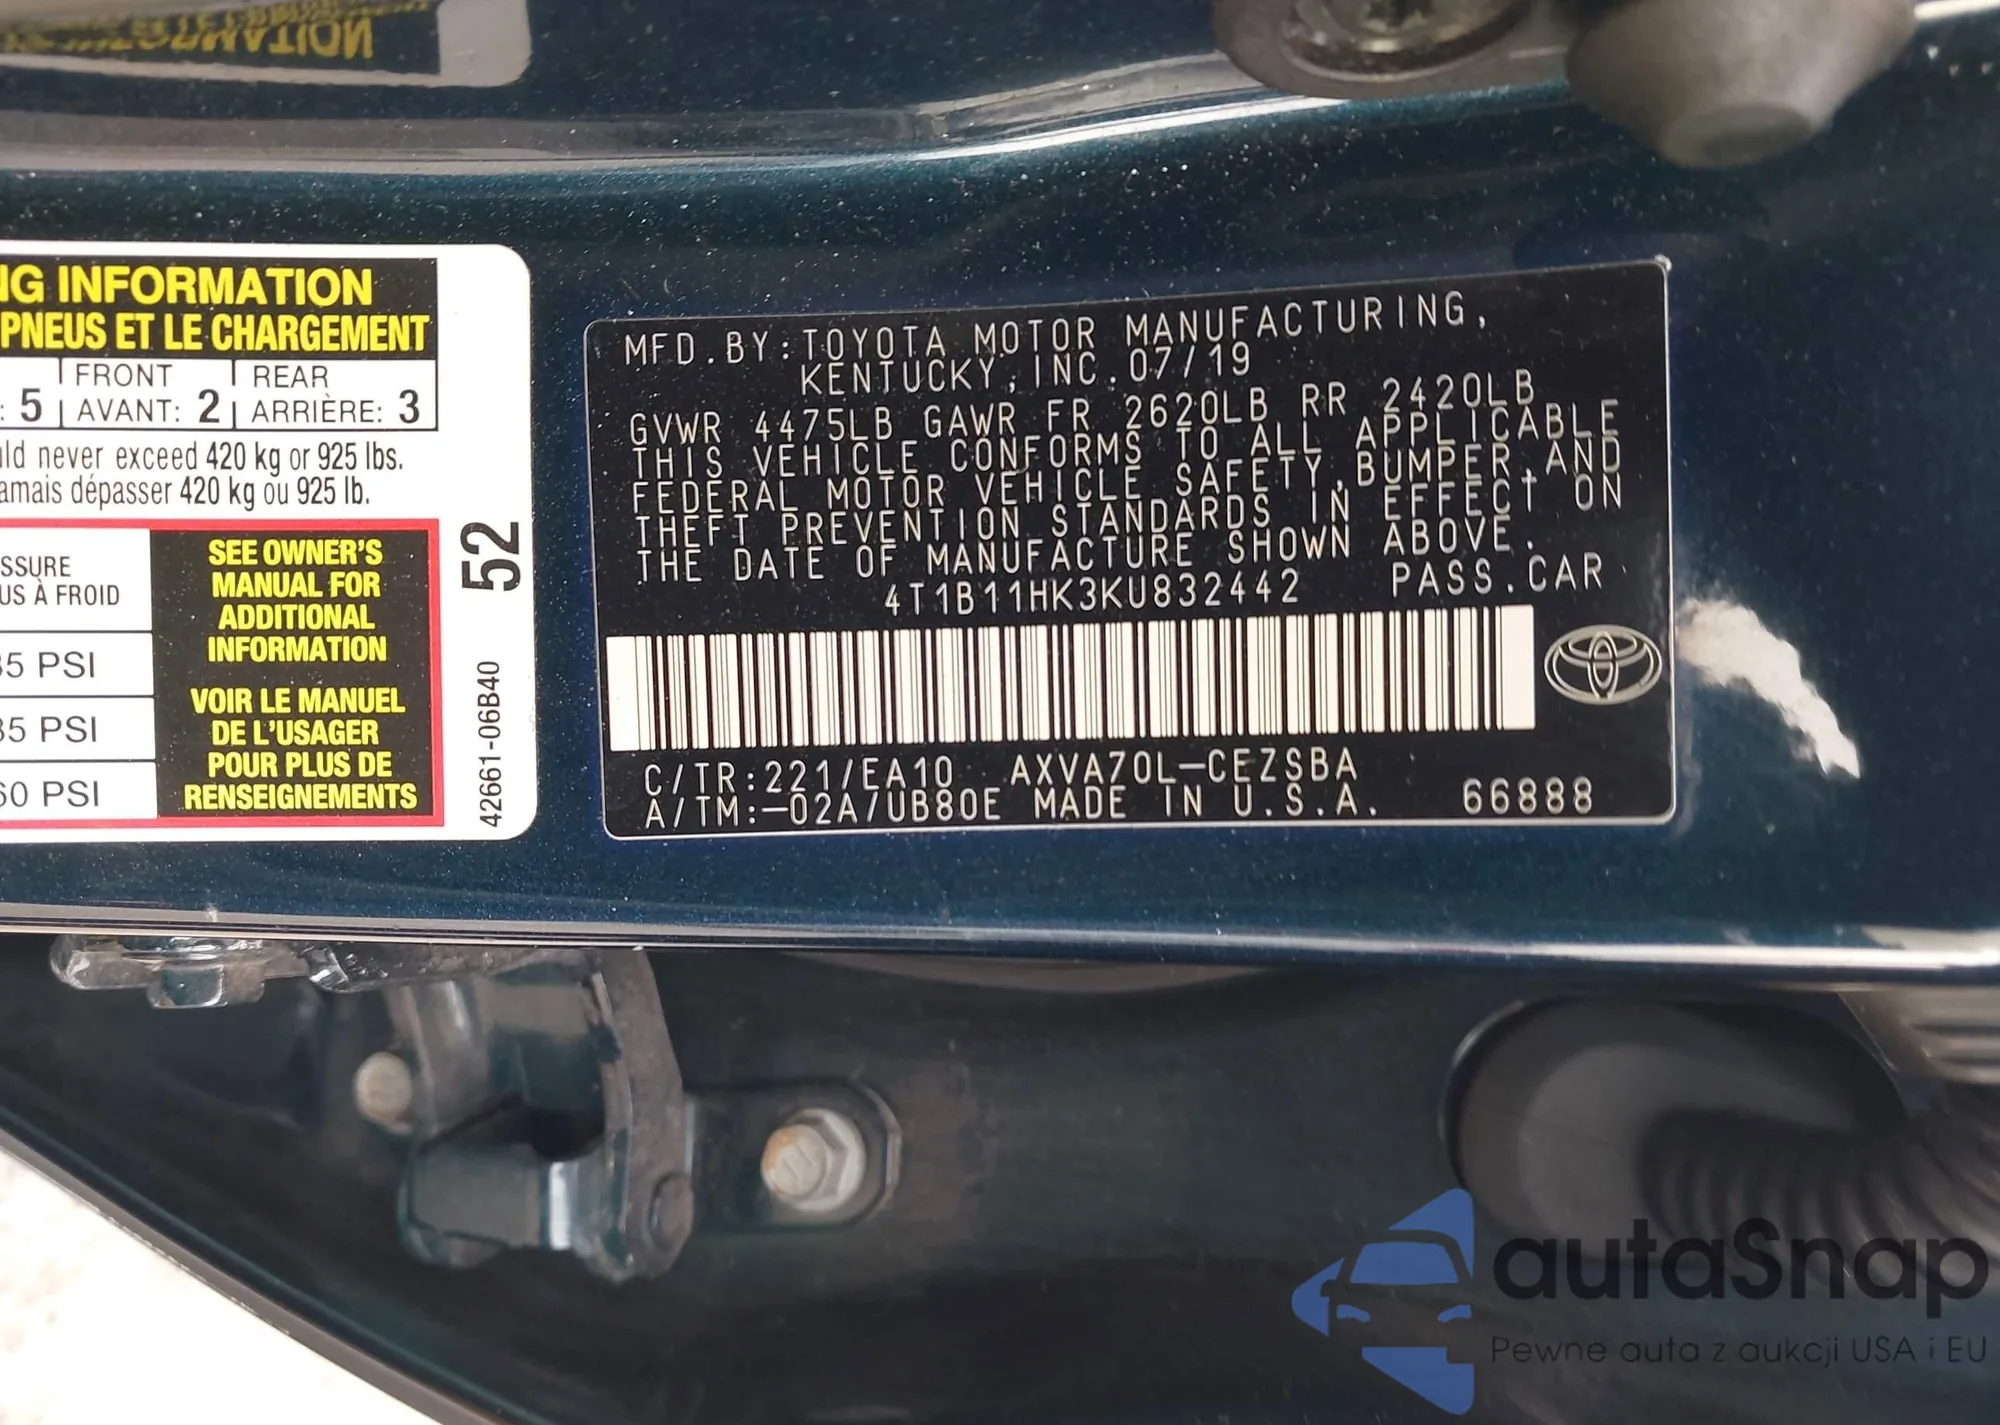 NG INFORMATION
PNEUS ET LE CHARGEMENT
: 5 FRONT AVANT: 2 REAR ARRIÈRE: 3
uld never exceed 420 kg or 925 lbs.
amais dépasser 420 kg ou 925 lb.
SSURE
US À FROID
35 PSI
35 PSI
60 PSI
SEE OWNER'S
MANUAL FOR
ADDITIONAL
INFORMATION
VOIR LE MANUEL
DE L'USAGER
POUR PLUS DE
RENSEIGNEMENTS
52
42661-06B40
MFD.BY:TOYOTA MOTOR MANUFACTURING,
KENTUCKY,INC.07/19
GVWR 4475LB GAWR FR 2620LB RR 2420LB
THIS VEHICLE CONFORMS TO ALL APPLICABLE
FEDERAL MOTOR VEHICLE SAFETY,BUMPER,AND
THEFT PREVENTION STANDARDS IN EFFECT ON
THE DATE OF MANUFACTURE SHOWN ABOVE.
4T1B11HK3KU832442 PASS.CAR
C/TR:221/EA10 AXVA70L-CEZSBA
A/TM:-02A/UB80E MADE IN U.S.A. 66888
autaSnap
Pewne auta z aukcji USA i EU